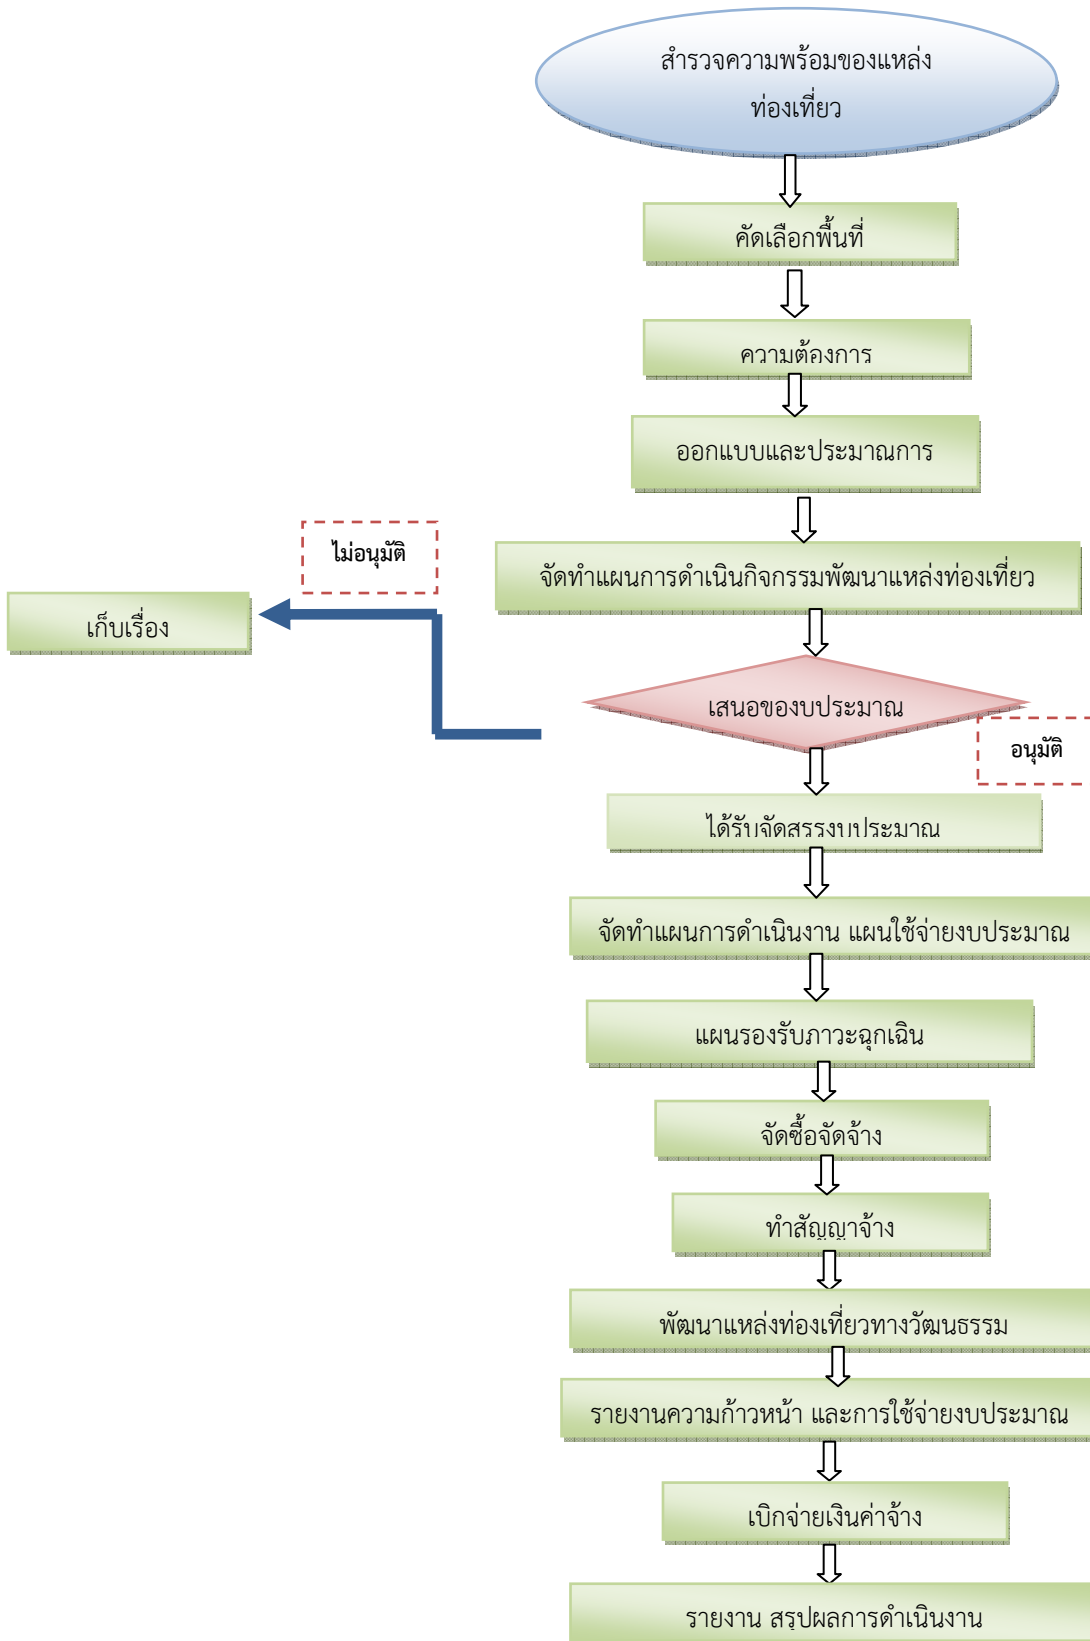 สำรวจความพร้อมของแหล่ง
ท่องเที่ยว
คัดเลือกพื้นที่
ความต้องการ
ออกแบบและประมาณการ
ไม่อนุมัติ
จัดทำแผนการดำเนินกิจกรรมพัฒนาแหล่งท่องเที่ยว
เก็บเรื่อง
เสนอของบประมาณ
อนุมัติ
ได้รับจัดสรรงบประมาณ
จัดทำแผนการดำเนินงาน แผนใช้จ่ายงบประมาณ
แผนรองรับภาวะฉุกเฉิน
จัดซื้อจัดจ้าง
ทำสัญญาจ้าง
พัฒนาแหล่งท่องเที่ยวทางวัฒนธรรม
รายงานความก้าวหน้า และการใช้จ่ายงบประมาณ
เบิกจ่ายเงินค่าจ้าง
รายงาน สรุปผลการดำเนินงาน